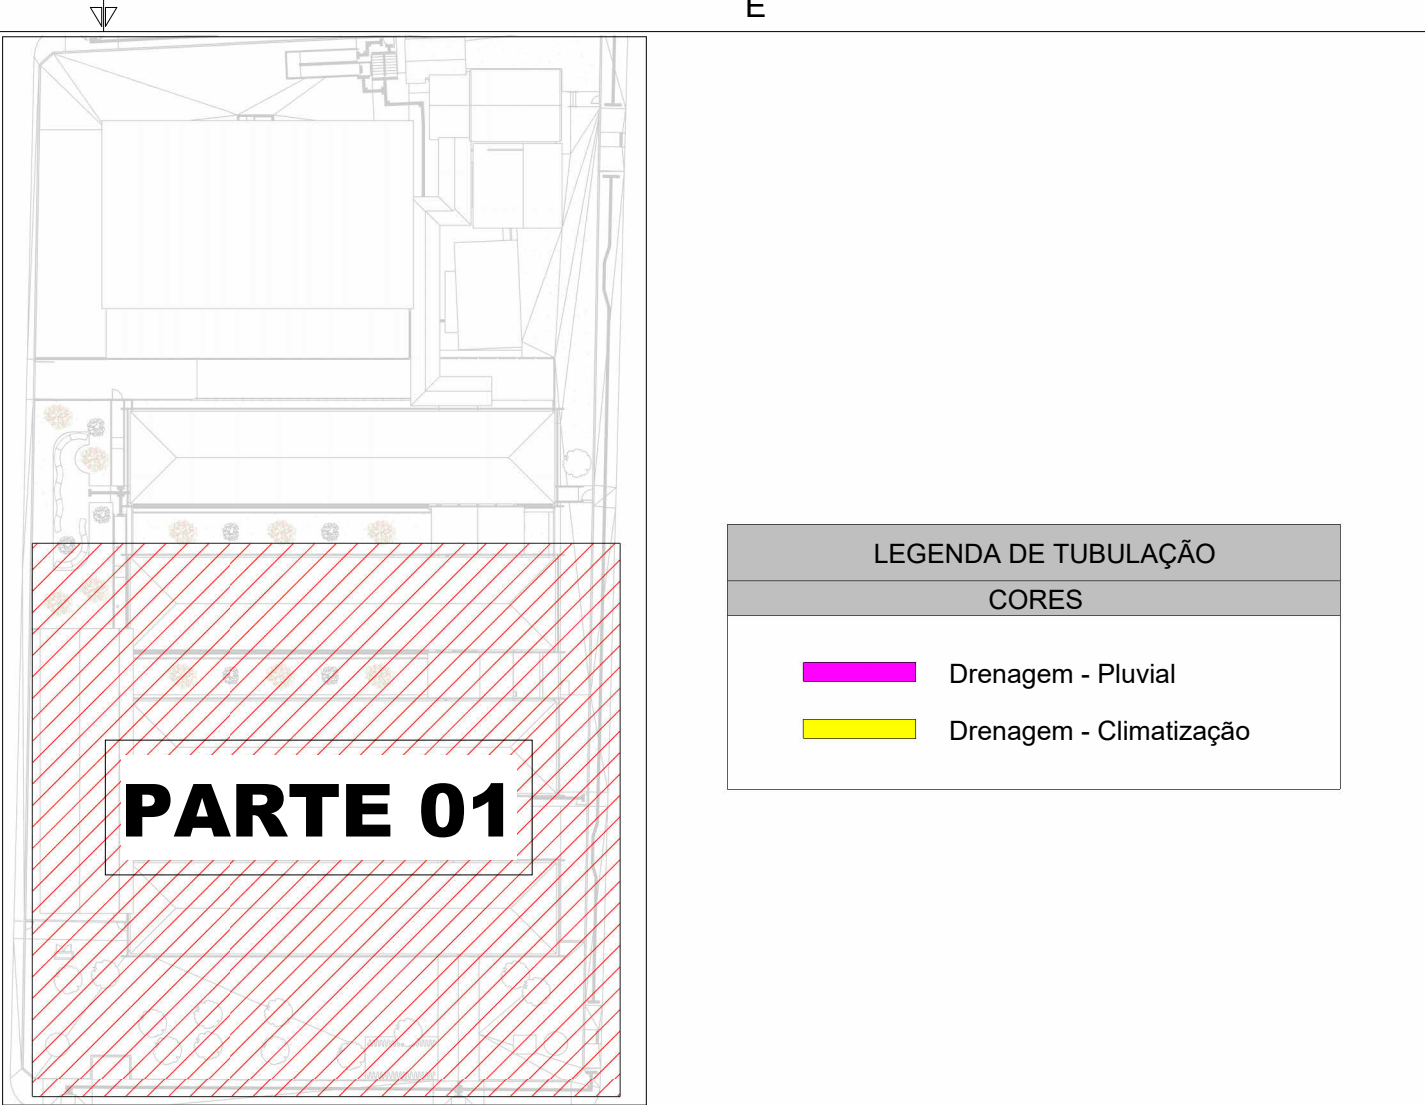 E
PARTE 01
LEGENDA DE TUBULAÇÃO
CORES
Drenagem - Pluvial
Drenagem - Climatização